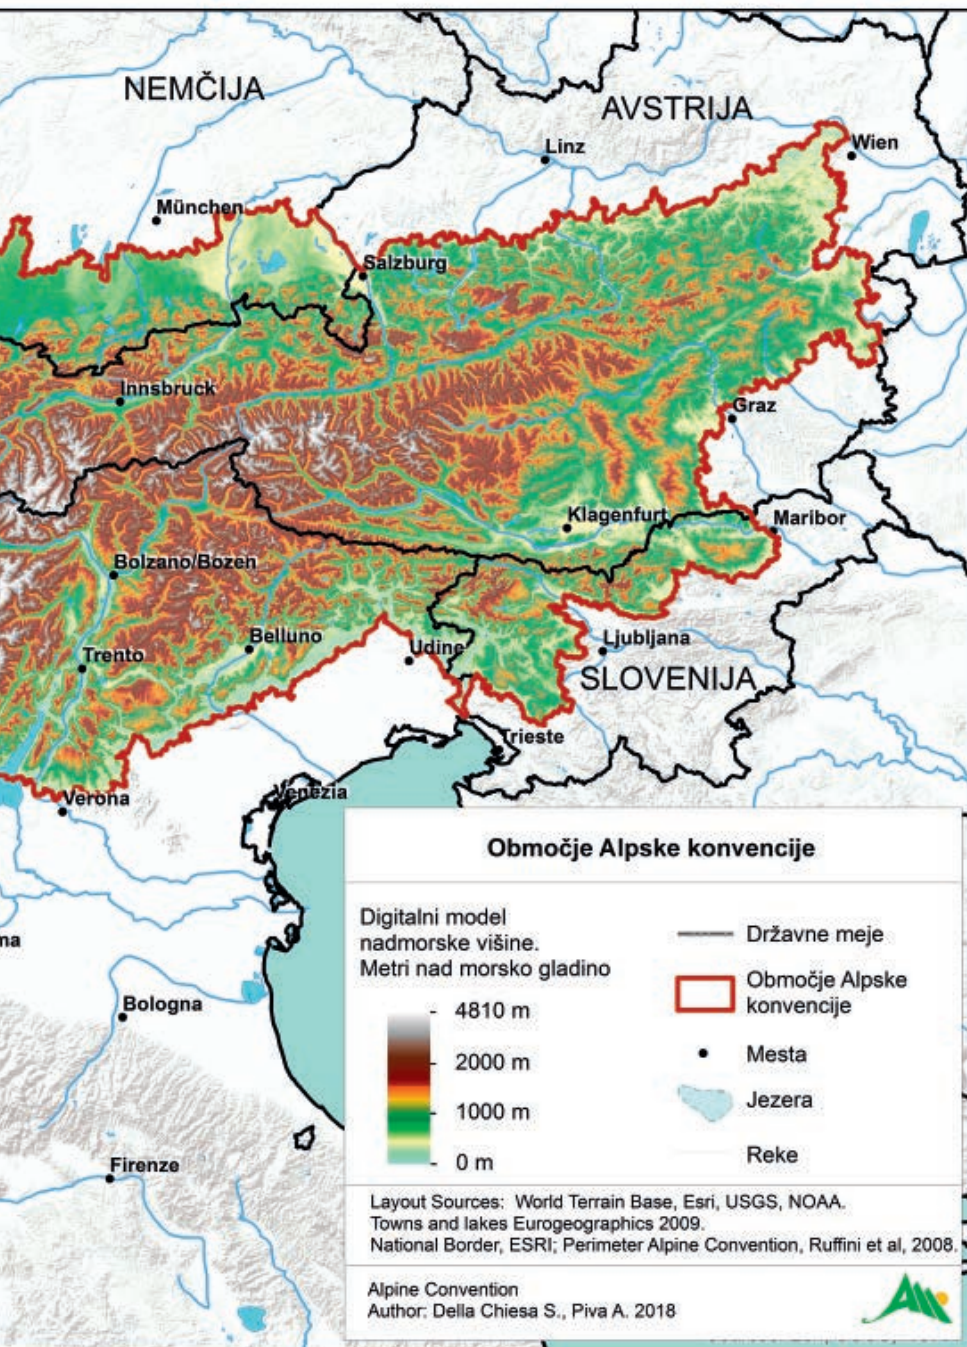 NEMČIJA
AVSTRIJA
Linz
Wien
München
Salzburg
Innsbruck
Graz
Klagenfurt
Maribor
Bolzano/Bozen
Belluno
Udine
Ljubljana
Trento
SLOVENIJA
Trieste
Venezia
Verona
Bologna
Firenze
Območje Alpske konvencije
Digitalni model
nadmorske višine.
Metri nad morsko gladino
4810 m
2000 m
1000 m
0 m
Državne meje
Območje Alpske
konvencije
Mesta
Jezera
Reke
Layout Sources: World Terrain Base, Esri, USGS, NOAA.
Towns and lakes Eurogeographics 2009.
National Border, ESRI; Perimeter Alpine Convention, Ruffini et al, 2008.
Alpine Convention
Author: Della Chiesa S., Piva A. 2018